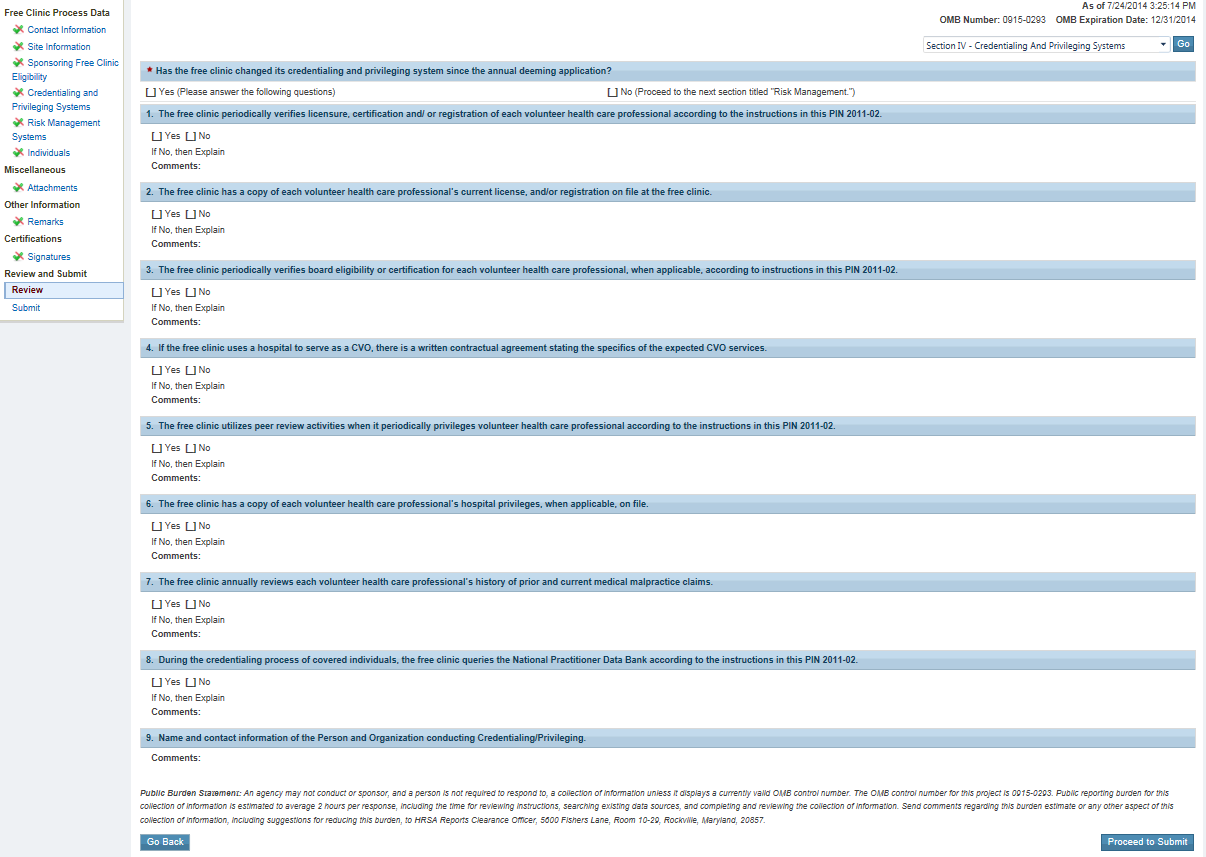 Free Clinic Process Data
Contact Information
Site Information
Sponsoring Free Clinic
Eligibility
Credentialing and
Privileging Systems
Risk Management
Systems
Individuals
Miscellaneous
Attachments
Other Information
Remarks
Certifications
Signatures
Review and Submit
Review
Submit
As of 7/24/2014 3:25:14 PM
OMB Number: 0915-0293 OMB Expiration Date: 12/31/2014
Section IV - Credentialing And Privileging Systems Go
* Has the free clinic changed its credentialing and privileging system since the annual deeming application?
[_] Yes (Please answer the following questions) [_] No (Proceed to the next section titled "Risk Management.")
1. The free clinic periodically verifies licensure, certification and/ or registration of each volunteer health care professional according to the instructions in this PIN 2011-02.
[_] Yes [_] No
If No, then Explain
Comments:
2. The free clinic has a copy of each volunteer health care professional's current license, and/or registration on file at the free clinic.
[_] Yes [_] No
If No, then Explain
Comments:
3. The free clinic periodically verifies board eligibility or certification for each volunteer health care professional, when applicable, according to instructions in this PIN 2011-02.
[_] Yes [_] No
If No, then Explain
Comments:
4. If the free clinic uses a hospital to serve as a CVO, there is a written contractual agreement stating the specifics of the expected CVO services.
[_] Yes [_] No
If No, then Explain
Comments:
5. The free clinic utilizes peer review activities when it periodically privileges volunteer health care professional according to the instructions in this PIN 2011-02.
[_] Yes [_] No
If No, then Explain
Comments:
6. The free clinic has a copy of each volunteer health care professional's hospital privileges, when applicable, on file.
[_] Yes [_] No
If No, then Explain
Comments:
7. The free clinic annually reviews each volunteer health care professional's history of prior and current medical malpractice claims.
[_] Yes [_] No
If No, then Explain
Comments:
8. During the credentialing process of covered individuals, the free clinic queries the National Practitioner Data Bank according to the instructions in this PIN 2011-02.
[_] Yes [_] No
If No, then Explain
Comments:
9. Name and contact information of the Person and Organization conducting Credentialing/Privileging.
Comments:
Public Burden Statement: An agency may not conduct or sponsor, and a person is not required to respond to, a collection of information unless it displays a currently valid OMB control number. The OMB control number for this project is 0915-0293. Public reporting burden for this
collection of information is estimated to average 2 hours per response, including the time for reviewing instructions, searching existing data sources, and completing and reviewing the collection of information. Send comments regarding this burden estimate or any other aspect of this
collection of information, including suggestions for reducing this burden, to HRSA Reports Clearance Officer, 5600 Fishers Lane, Room 10-29, Rockville, Maryland, 20857.
Go Back Proceed to Submit